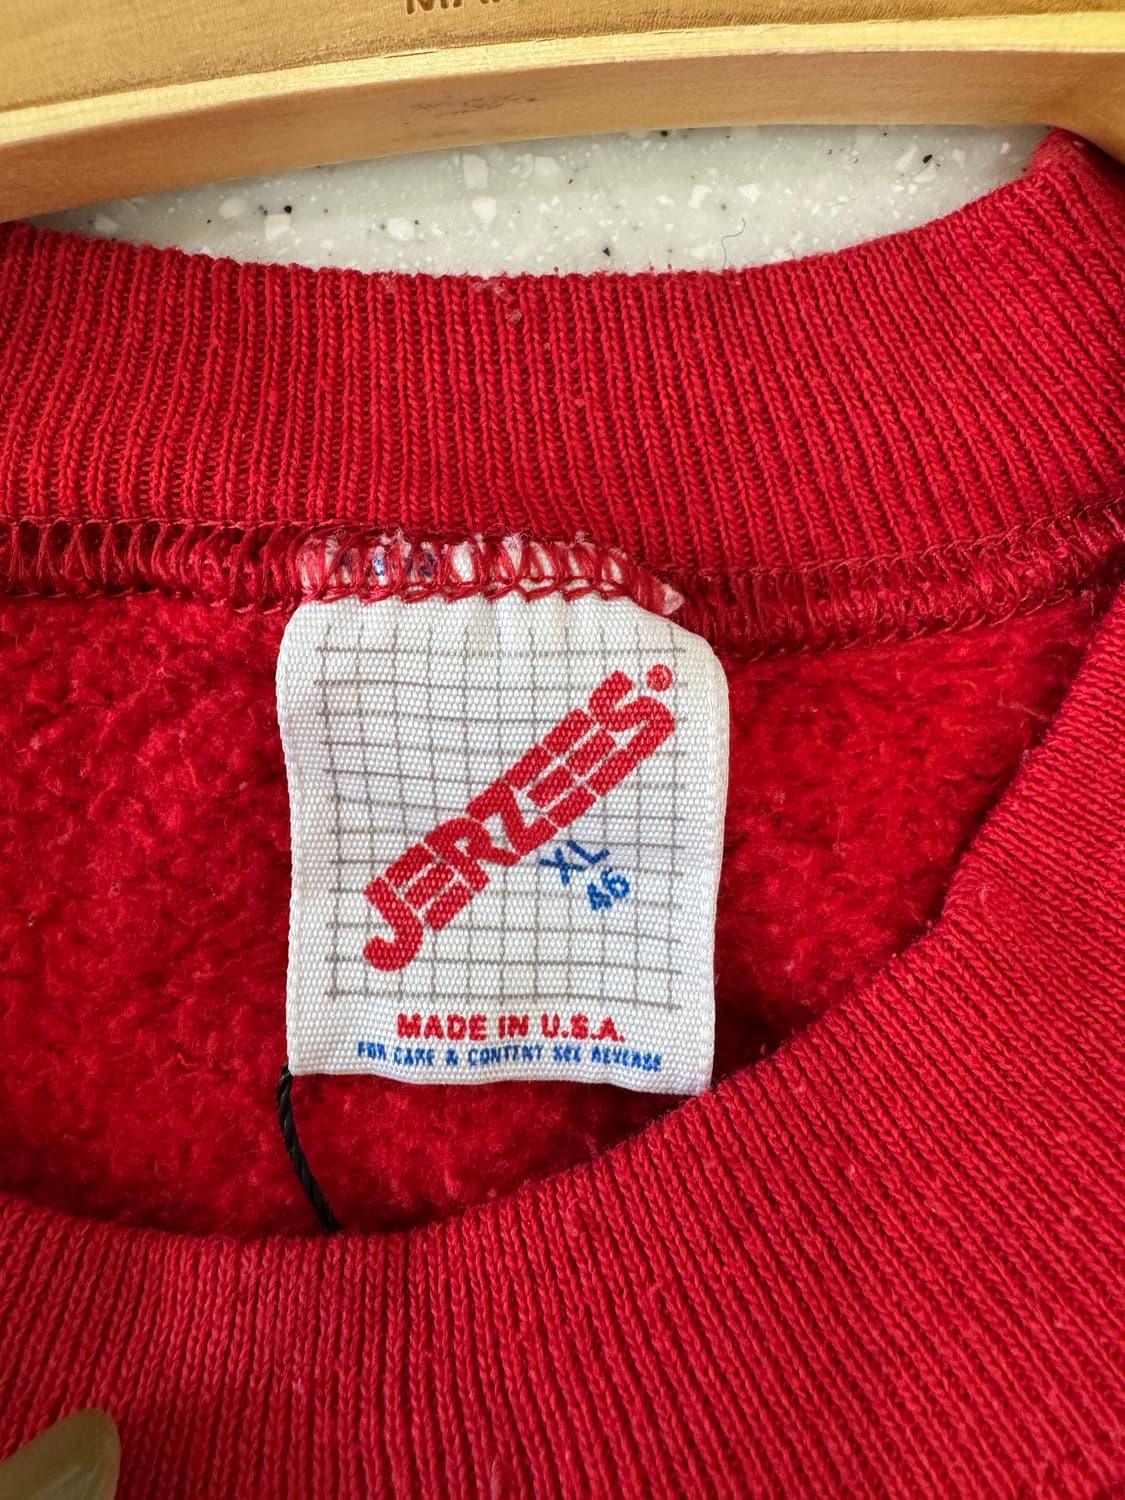 JERZEES
XL
46
MADE IN U.S.A.
FOR CARE & CONTENT SEE REVERSE